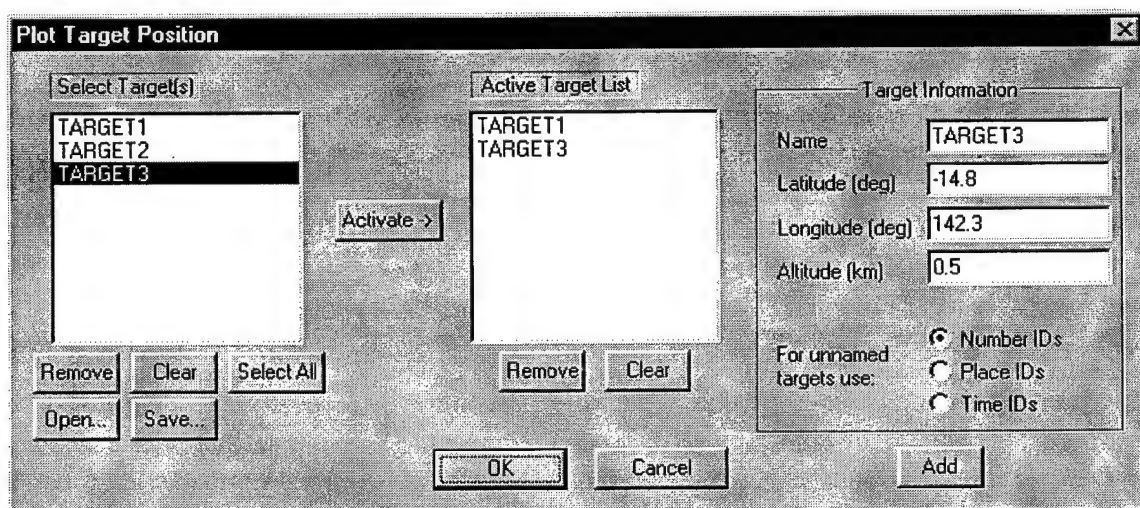 Plot Target Position
Select Target(s)
TARGET1
TARGET2
TARGET3
Remove
Clear
Select All
Open...
Save...
Activate ->
Active Target List
TARGET1
TARGET3
Remove
Clear
Target Information
Name
TARGET3
Latitude (deg)
-14.8
Longitude (deg)
142.3
Altitude (km)
0.5
For unnamed
targets use:
Number IDs
Place IDs
Time IDs
OK
Cancel
Add